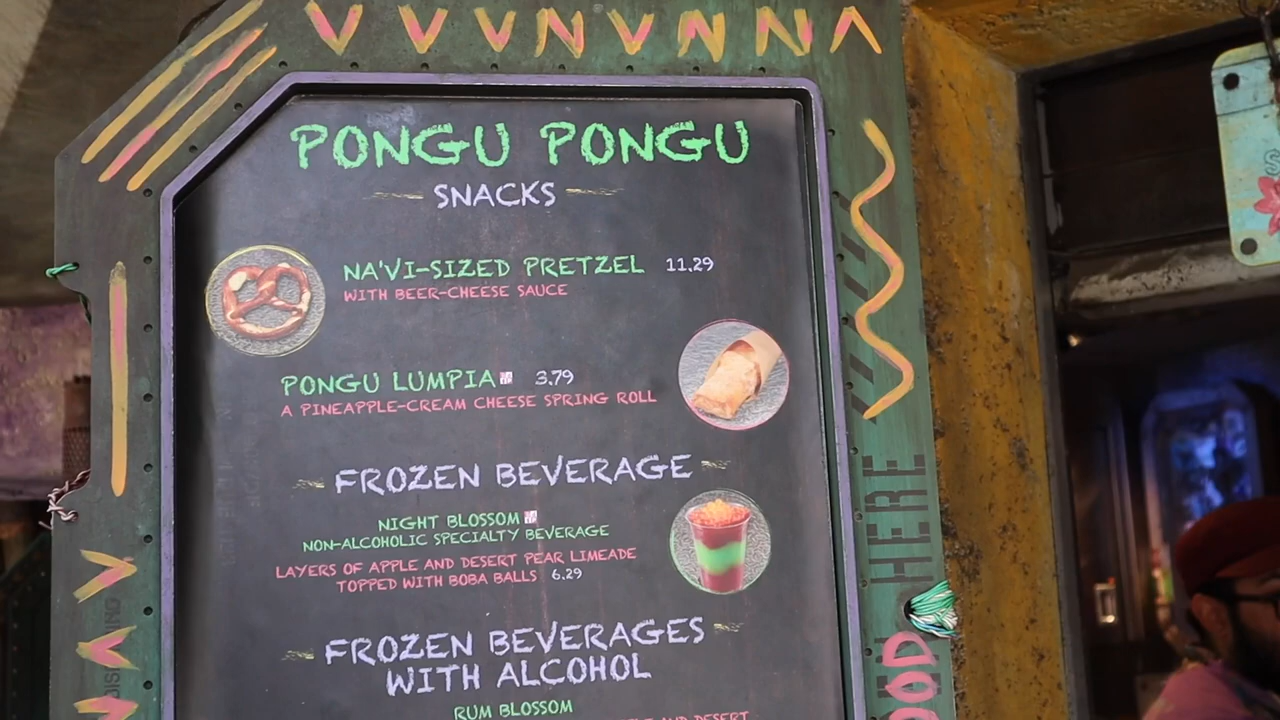 PONGU PONGU
SNACKS
NA'VI-SIZED PRETZEL 11.29
WITH BEER-CHEESE SAUCE
PONGU LUMPIA 3.79
A PINEAPPLE-CREAM CHEESE SPRING ROLL
FROZEN BEVERAGE
NIGHT BLOSSOM
NON-ALCOHOLIC SPECIALTY BEVERAGE
LAYERS OF APPLE AND DESERT PEAR LIMEADE
TOPPED WITH BOBA BALLS 6.29
FROZEN BEVERAGES
WITH ALCOHOL
RUM BLOSSOM
AND DESERT
HERE